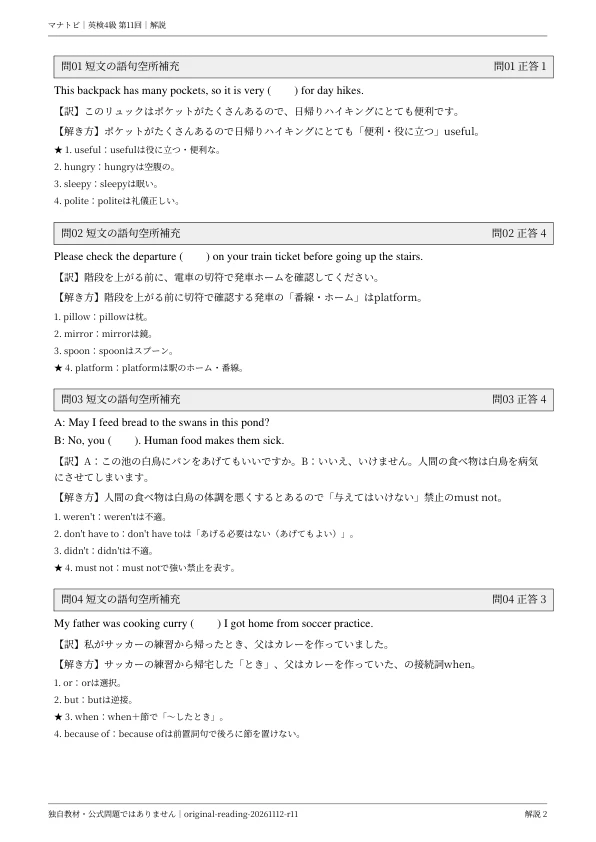 マナトビ｜英検4級 第11回｜解説
問01 短文の語句空所補充 問01 正答 1
This backpack has many pockets, so it is very (　　) for day hikes.
【訳】このリュックはポケットがたくさんあるので、日帰りハイキングにとても便利です。
【解き方】ポケットがたくさんあるので日帰りハイキングにとても「便利・役に立つ」useful。
★ 1. useful：usefulは役に立つ・便利な。
2. hungry：hungryは空腹の。
3. sleepy：sleepyは眠い。
4. polite：politeは礼儀正しい。
問02 短文の語句空所補充 問02 正答 4
Please check the departure (　　) on your train ticket before going up the stairs.
【訳】階段を上がる前に、電車の切符で発車ホームを確認してください。
【解き方】階段を上がる前に切符で確認する発車の「番線・ホーム」はplatform。
1. pillow：pillowは枕。
2. mirror：mirrorは鏡。
3. spoon：spoonはスプーン。
★ 4. platform：platformは駅のホーム・番線。
問03 短文の語句空所補充 問03 正答 4
A: May I feed bread to the swans in this pond?
B: No, you (　　). Human food makes them sick.
【訳】A：この池の白鳥にパンをあげてもいいですか。B：いいえ、いけません。人間の食べ物は白鳥を病気
にさせてしまいます。
【解き方】人間の食べ物は白鳥の体調を悪くするとあるので「与えてはいけない」禁止のmust not。
1. weren't：weren'tは不適。
2. don't have to：don't have toは「あげる必要はない（あげてもよい）」。
3. didn't：didn'tは不適。
★ 4. must not：must notで強い禁止を表す。
問04 短文の語句空所補充 問04 正答 3
My father was cooking curry (　　) I got home from soccer practice.
【訳】私がサッカーの練習から帰ったとき、父はカレーを作っていました。
【解き方】サッカーの練習から帰宅した「とき」、父はカレーを作っていた、の接続詞when。
1. or：orは選択。
2. but：butは逆接。
★ 3. when：when＋節で「〜したとき」。
4. because of：because ofは前置詞句で後ろに節を置けない。
独自教材・公式問題ではありません｜original-reading-20261112-r11 解説 2